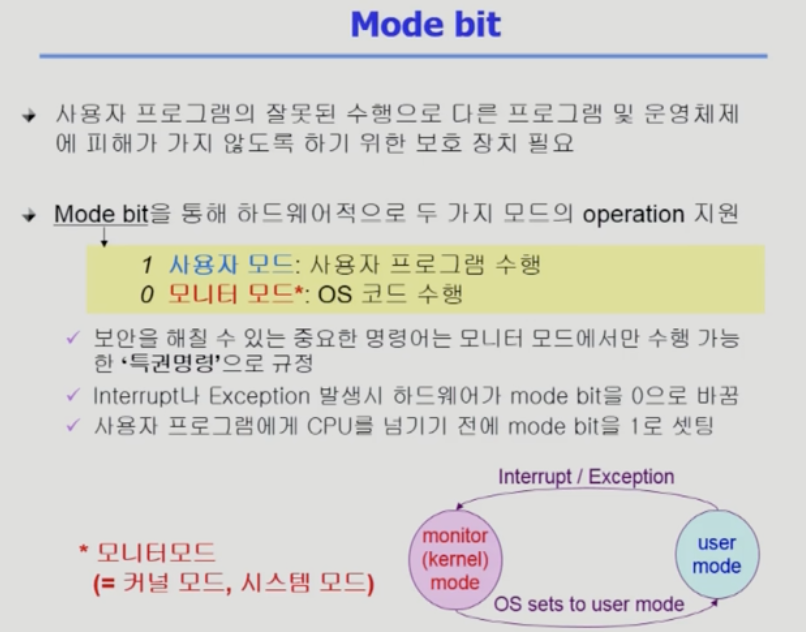 Mode bit
사용자 프로그램의 잘못된 수행으로 다른 프로그램 및 운영체제
에 피해가 가지 않도록 하기 위한 보호 장치 필요
Mode bit을 통해 하드웨어적으로 두 가지 모드의 operation 지원
1 사용자 모드: 사용자 프로그램 수행
0 모니터 모드*: OS 코드 수행
보안을 해칠 수 있는 중요한 명령어는 모니터 모드에서만 수행 가능
한 ‘특권명령’으로 규정
Interrupt나 Exception 발생시 하드웨어가 mode bit을 0으로 바꿈
사용자 프로그램에게 CPU를 넘기기 전에 mode bit을 1로 셋팅
Interrupt / Exception
monitor
(kernel)
mode
user
mode
OS sets to user mode
* 모니터모드
(= 커널 모드, 시스템 모드)